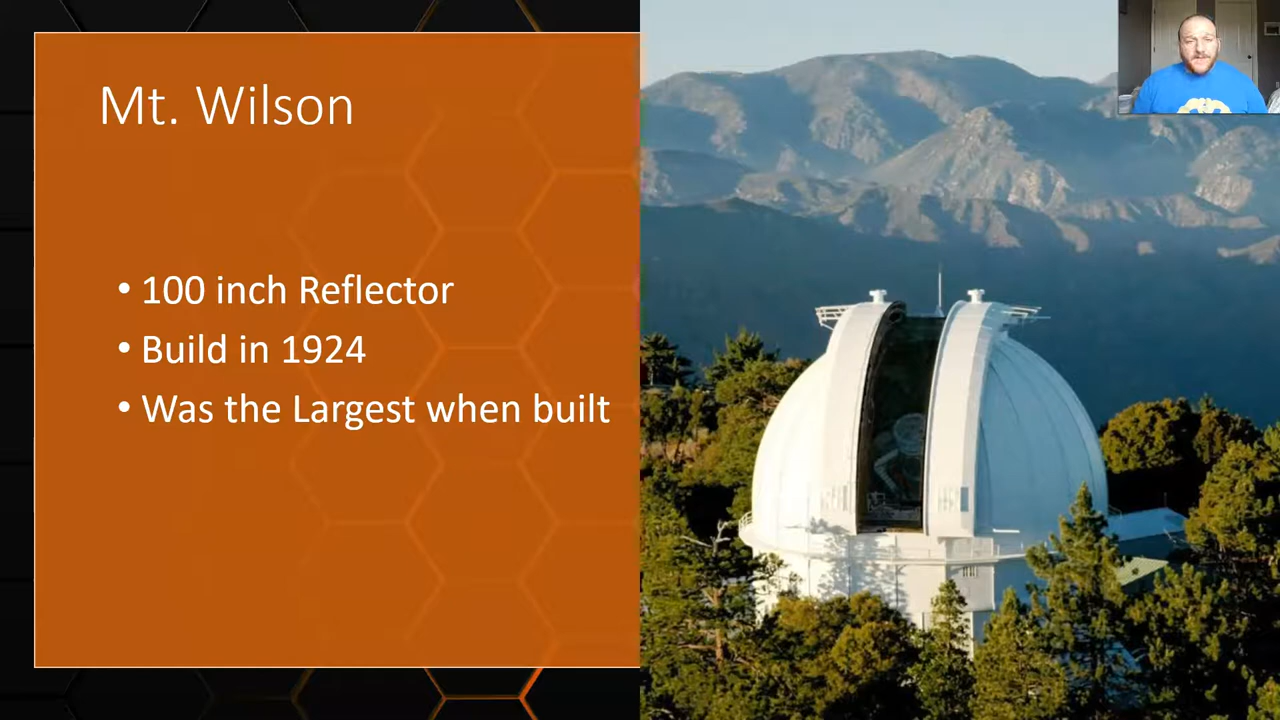 Mt. Wilson
• 100 inch Reflector
• Build in 1924
• Was the Largest when built